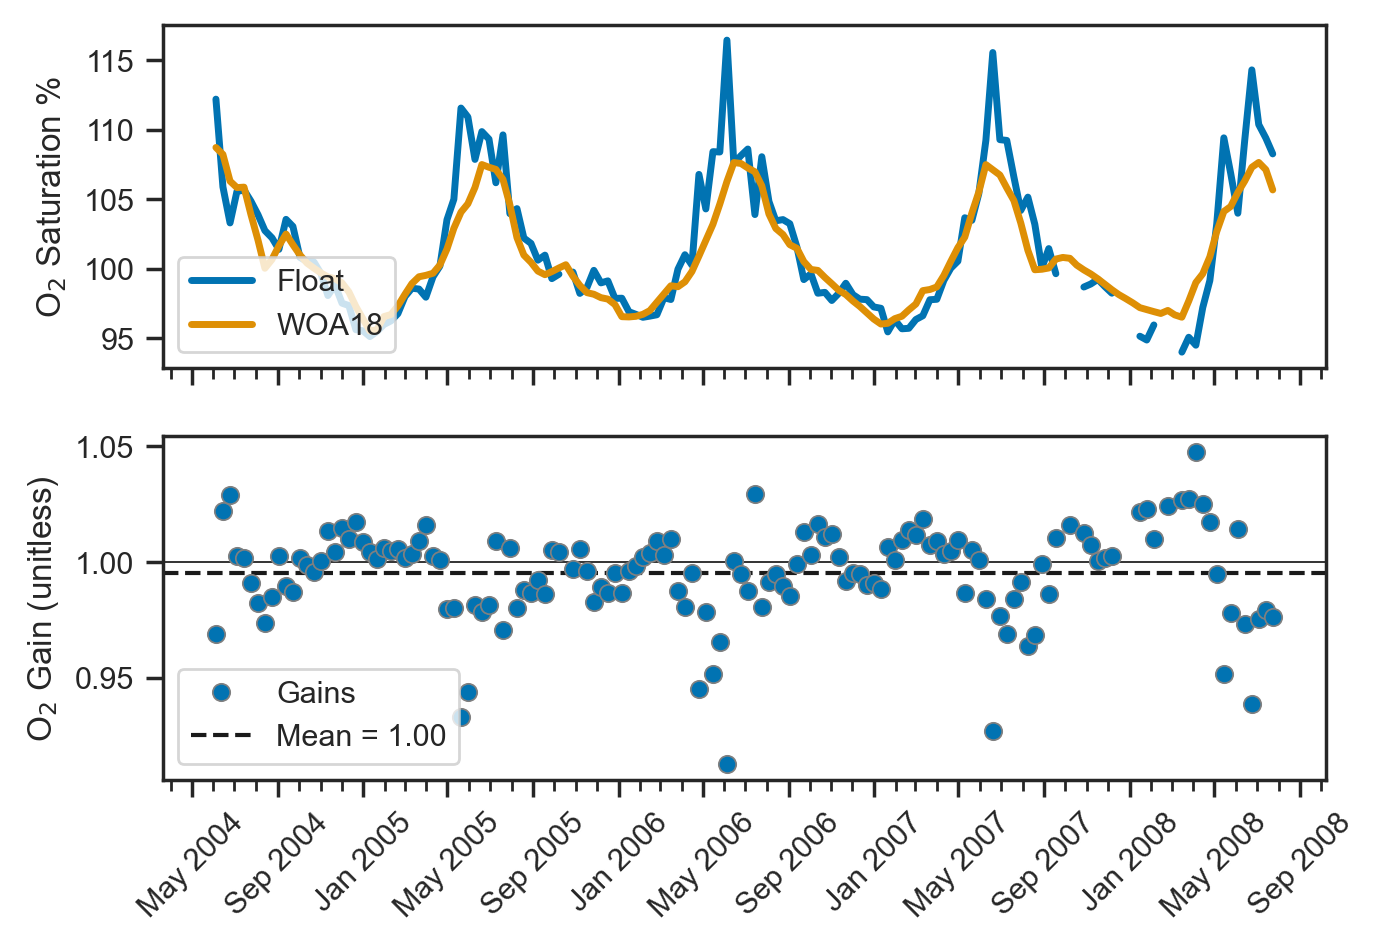 115
110
105
100
95
O₂ Saturation %
Float
WOA18
1.05
1.00
0.95
O₂ Gain (unitless)
Gains
Mean = 1.00
May 2004
Sep 2004
Jan 2005
May 2005
Sep 2005
Jan 2006
May 2006
Sep 2006
Jan 2007
May 2007
Sep 2007
Jan 2008
May 2008
Sep 2008